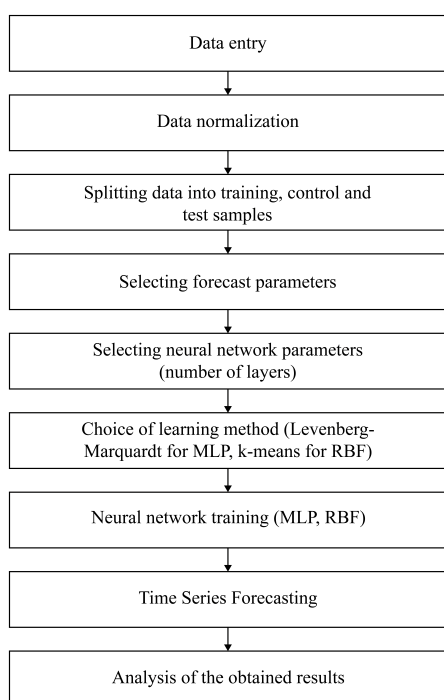 Data entry
Data normalization
Splitting data into training, control and
test samples
Selecting forecast parameters
Selecting neural network parameters
(number of layers)
Choice of learning method (Levenberg-
Marquardt for MLP, k-means for RBF)
Neural network training (MLP, RBF)
Time Series Forecasting
Analysis of the obtained results